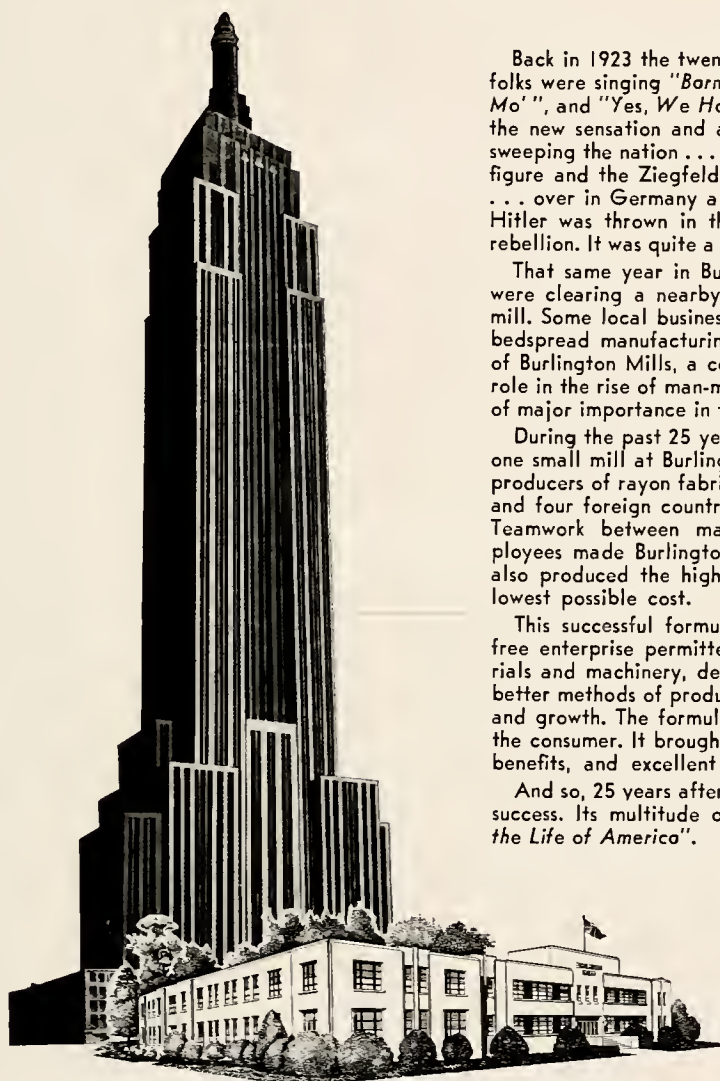 Back in 1923 the twen
folks were singing "Barn
Mo' ", and "Yes, We Ha
the new sensation and a
sweeping the nation . . .
figure and the Ziegfeld
. . . over in Germany a
Hitler was thrown in th
rebellion. It was quite a
That same year in Bu
were clearing a nearby
mill. Some local busines
bedspread manufacturin
of Burlington Mills, a co
role in the rise of man-m
of major importance in t
During the past 25 ye
one small mill at Burling
producers of rayon fabri
and four foreign countr
Teamwork between ma
ployees made Burlingto
also produced the high
lowest possible cost.
This successful formu
free enterprise permitte
rials and machinery, de
better methods of produ
and growth. The formul
the consumer. It brough
benefits, and excellent
And so, 25 years after
success. Its multitude o
the Life of America".